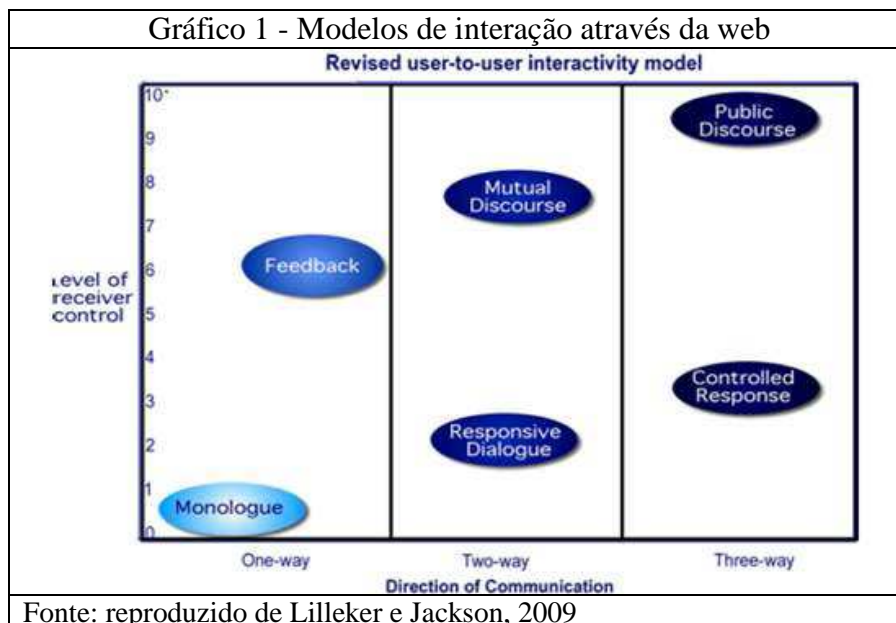 Gráfico 1 - Modelos de interação através da web
Revised user-to-user interactivity model
10
9
8
7
6
5
4
3
2
1
0
Level of
receiver
control
Public
Discourse
Mutual
Discourse
Feedback
Controlled
Response
Responsive
Dialogue
Monologue
One-way
Two-way
Three-way
Direction of Communication
Fonte: reproduzido de Lilleker e Jackson, 2009